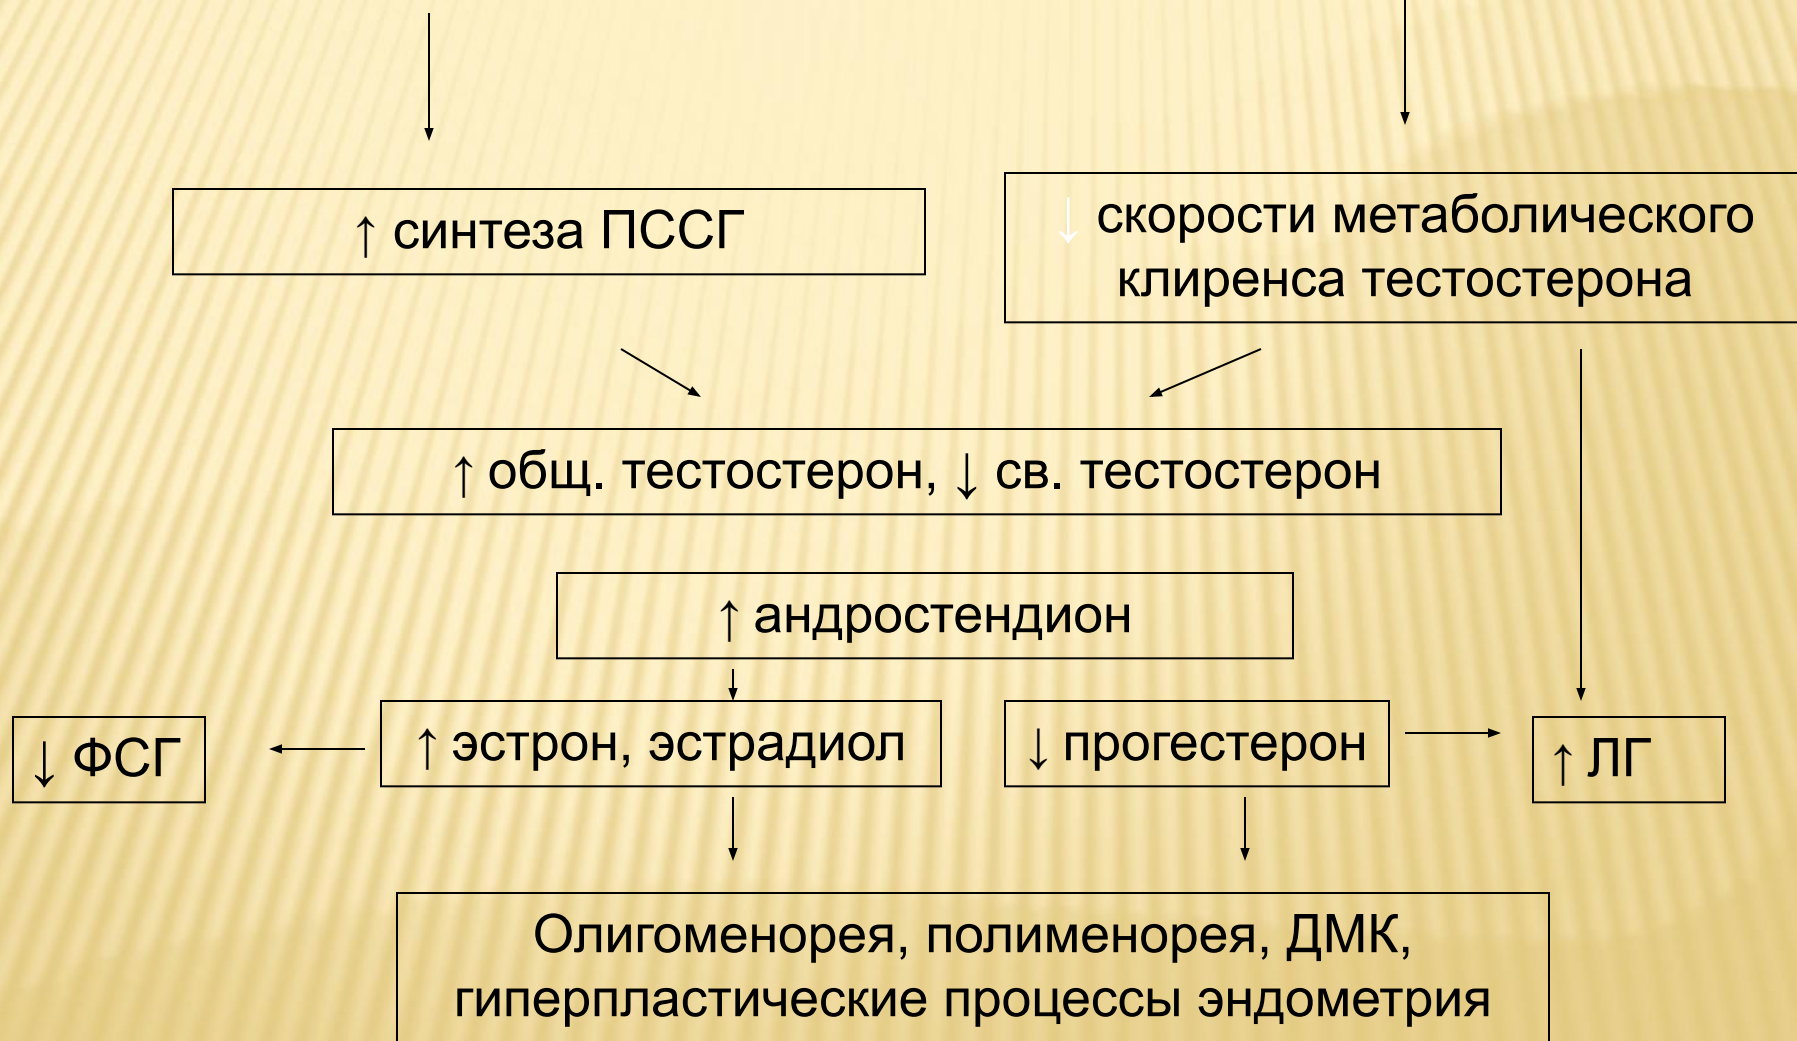 ↑ синтеза ПССГ
↓ скорости метаболического
клиренса тестостерона
↑ общ. тестостерон, ↓ св. тестостерон
↑ андростендион
↓ ФСГ
↑ эстрон, эстрадиол
↓ прогестерон
↑ ЛГ
Олигоменорея, полименорея, ДМК,
гиперпластические процессы эндометрия